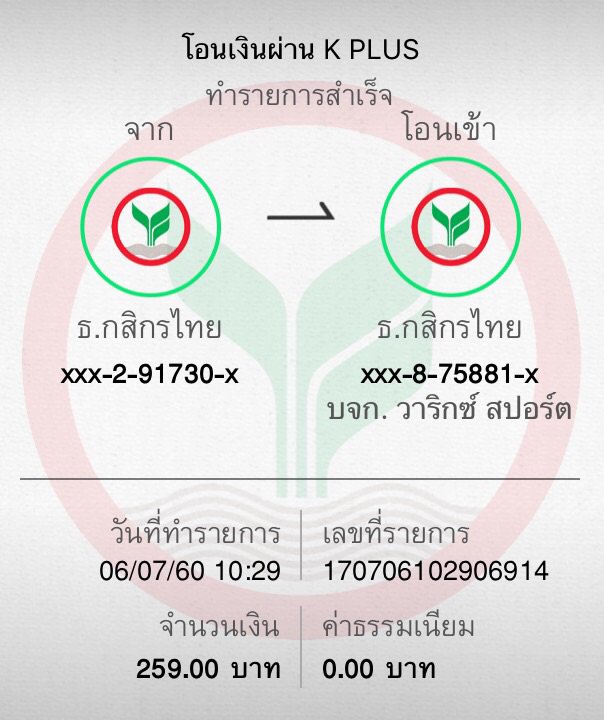 โอนเงินผ่าน K PLUS
ทำรายการสำเร็จ
จาก
โอนเข้า
ธ.กสิกรไทย
ธ.กสิกรไทย
xxx-2-91730-x
xxx-8-75881-x
บจก. วาริกซ์ สปอร์ต
วันที่ทำรายการ
เลขที่รายการ
06/07/60 10:29
170706102906914
จำนวนเงิน
ค่าธรรมเนียม
259.00 บาท
0.00 บาท